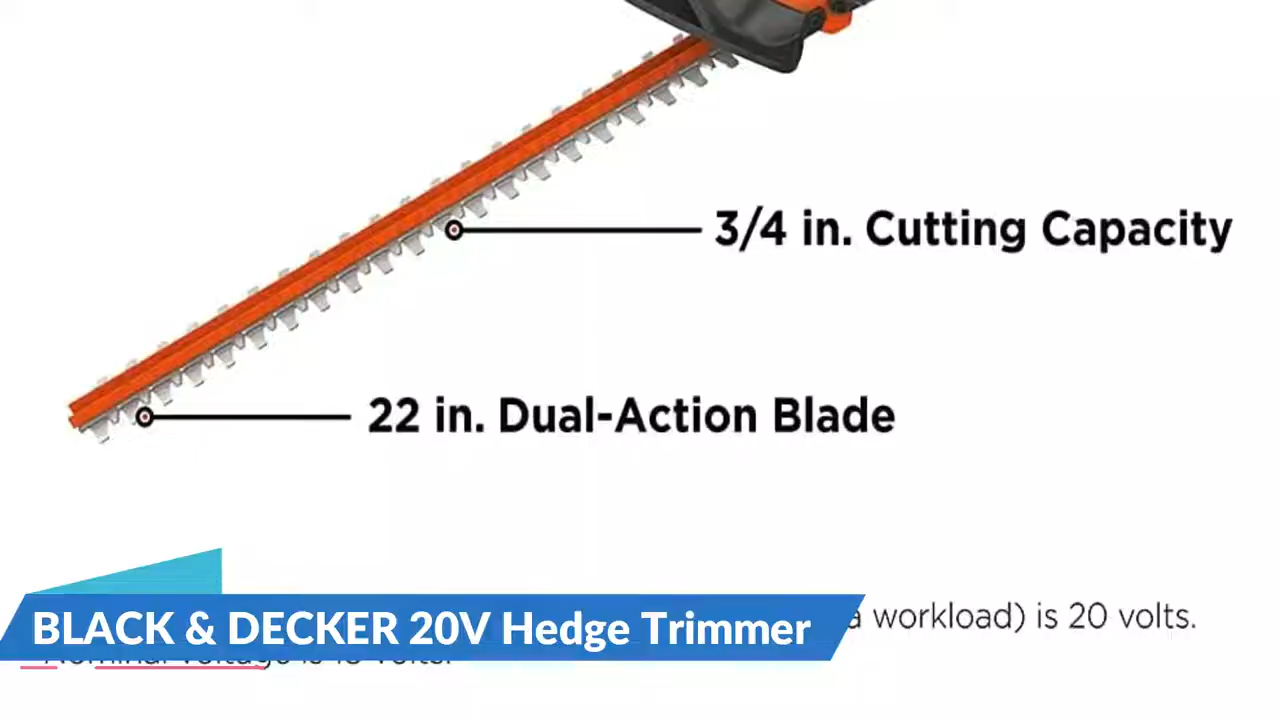 3/4 in. Cutting Capacity
22 in. Dual-Action Blade
a workload) is 20 volts.
BLACK & DECKER 20V Hedge Trimmer